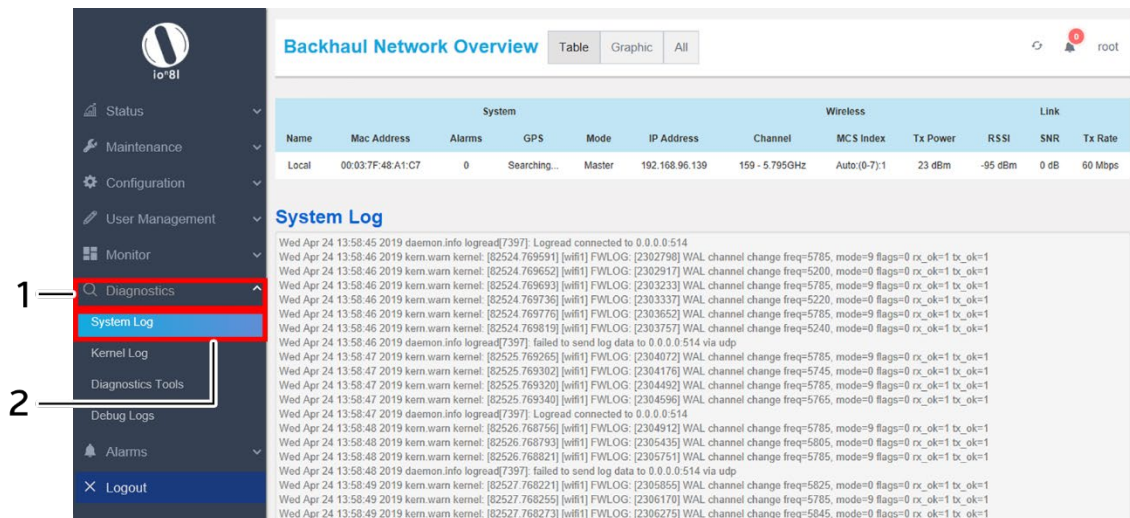 io n 8I
Status
Maintenance
Configuration
User Management
Monitor
1
Diagnostics
System Log
Kernel Log
Diagnostics Tools
2
Debug Logs
Alarms
Logout
Backhaul Network Overview Table Graphic All 0 root
System Wireless Link
Name Mac Address Alarms GPS Mode IP Address Channel MCS Index Tx Power RSSI SNR Tx Rate
Local 00:03:7F:48:A1:C7 0 Searching... Master 192.168.96.139 159 - 5.795GHz Auto:(0-7):1 23 dBm -95 dBm 0 dB 60 Mbps
System Log
Wed Apr 24 13:58:45 2019 daemon.info logread[7397]: Logread connected to 0.0.0.0:514
Wed Apr 24 13:58:46 2019 kern.warn kernel: [82524.769591] [wifi1] FWLOG: [2302798] WAL channel change freq=5785, mode=9 flags=0 rx_ok=1 tx_ok=1
Wed Apr 24 13:58:46 2019 kern.warn kernel: [82524.769652] [wifi1] FWLOG: [2302917] WAL channel change freq=5200, mode=0 flags=0 rx_ok=1 tx_ok=1
Wed Apr 24 13:58:46 2019 kern.warn kernel: [82524.769693] [wifi1] FWLOG: [2303233] WAL channel change freq=5785, mode=9 flags=0 rx_ok=1 tx_ok=1
Wed Apr 24 13:58:46 2019 kern.warn kernel: [82524.769736] [wifi1] FWLOG: [2303337] WAL channel change freq=5220, mode=0 flags=0 rx_ok=1 tx_ok=1
Wed Apr 24 13:58:46 2019 kern.warn kernel: [82524.769776] [wifi1] FWLOG: [2303652] WAL channel change freq=5785, mode=9 flags=0 rx_ok=1 tx_ok=1
Wed Apr 24 13:58:46 2019 kern.warn kernel: [82524.769819] [wifi1] FWLOG: [2303757] WAL channel change freq=5240, mode=0 flags=0 rx_ok=1 tx_ok=1
Wed Apr 24 13:58:46 2019 daemon.info logread[7397]: failed to send log data to 0.0.0.0:514 via udp
Wed Apr 24 13:58:47 2019 kern.warn kernel: [82525.769265] [wifi1] FWLOG: [2304072] WAL channel change freq=5785, mode=9 flags=0 rx_ok=1 tx_ok=1
Wed Apr 24 13:58:47 2019 kern.warn kernel: [82525.769302] [wifi1] FWLOG: [2304176] WAL channel change freq=5745, mode=0 flags=0 rx_ok=1 tx_ok=1
Wed Apr 24 13:58:47 2019 kern.warn kernel: [82525.769320] [wifi1] FWLOG: [2304492] WAL channel change freq=5785, mode=9 flags=0 rx_ok=1 tx_ok=1
Wed Apr 24 13:58:47 2019 kern.warn kernel: [82525.769340] [wifi1] FWLOG: [2304596] WAL channel change freq=5765, mode=0 flags=0 rx_ok=1 tx_ok=1
Wed Apr 24 13:58:47 2019 daemon.info logread[7397]: Logread connected to 0.0.0.0:514
Wed Apr 24 13:58:48 2019 kern.warn kernel: [82526.768756] [wifi1] FWLOG: [2304912] WAL channel change freq=5785, mode=9 flags=0 rx_ok=1 tx_ok=1
Wed Apr 24 13:58:48 2019 kern.warn kernel: [82526.768793] [wifi1] FWLOG: [2305435] WAL channel change freq=5805, mode=0 flags=0 rx_ok=1 tx_ok=1
Wed Apr 24 13:58:48 2019 kern.warn kernel: [82526.768821] [wifi1] FWLOG: [2305751] WAL channel change freq=5785, mode=9 flags=0 rx_ok=1 tx_ok=1
Wed Apr 24 13:58:48 2019 daemon.info logread[7397]: failed to send log data to 0.0.0.0:514 via udp
Wed Apr 24 13:58:49 2019 kern.warn kernel: [82527.768221] [wifi1] FWLOG: [2305855] WAL channel change freq=5825, mode=0 flags=0 rx_ok=1 tx_ok=1
Wed Apr 24 13:58:49 2019 kern.warn kernel: [82527.768255] [wifi1] FWLOG: [2306170] WAL channel change freq=5785, mode=9 flags=0 rx_ok=1 tx_ok=1
Wed Apr 24 13:58:49 2019 kern.warn kernel: [82527.768273] [wifi1] FWLOG: [2306275] WAL channel change freq=5845, mode=0 flags=0 rx_ok=1 tx_ok=1